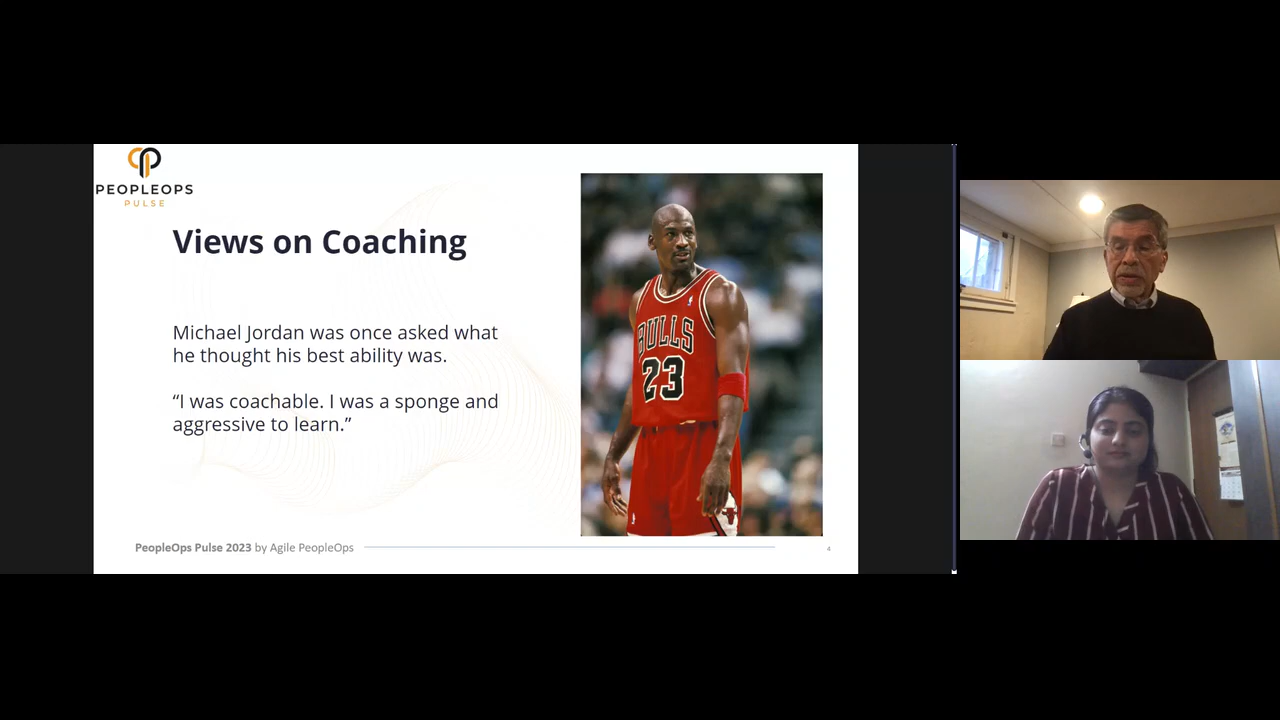 PEOPLEOPS
PULSE
Views on Coaching
Michael Jordan was once asked what
he thought his best ability was.
“I was coachable. I was a sponge and
aggressive to learn.”
BULLS
23
PeopleOps Pulse 2023 by Agile PeopleOps
4